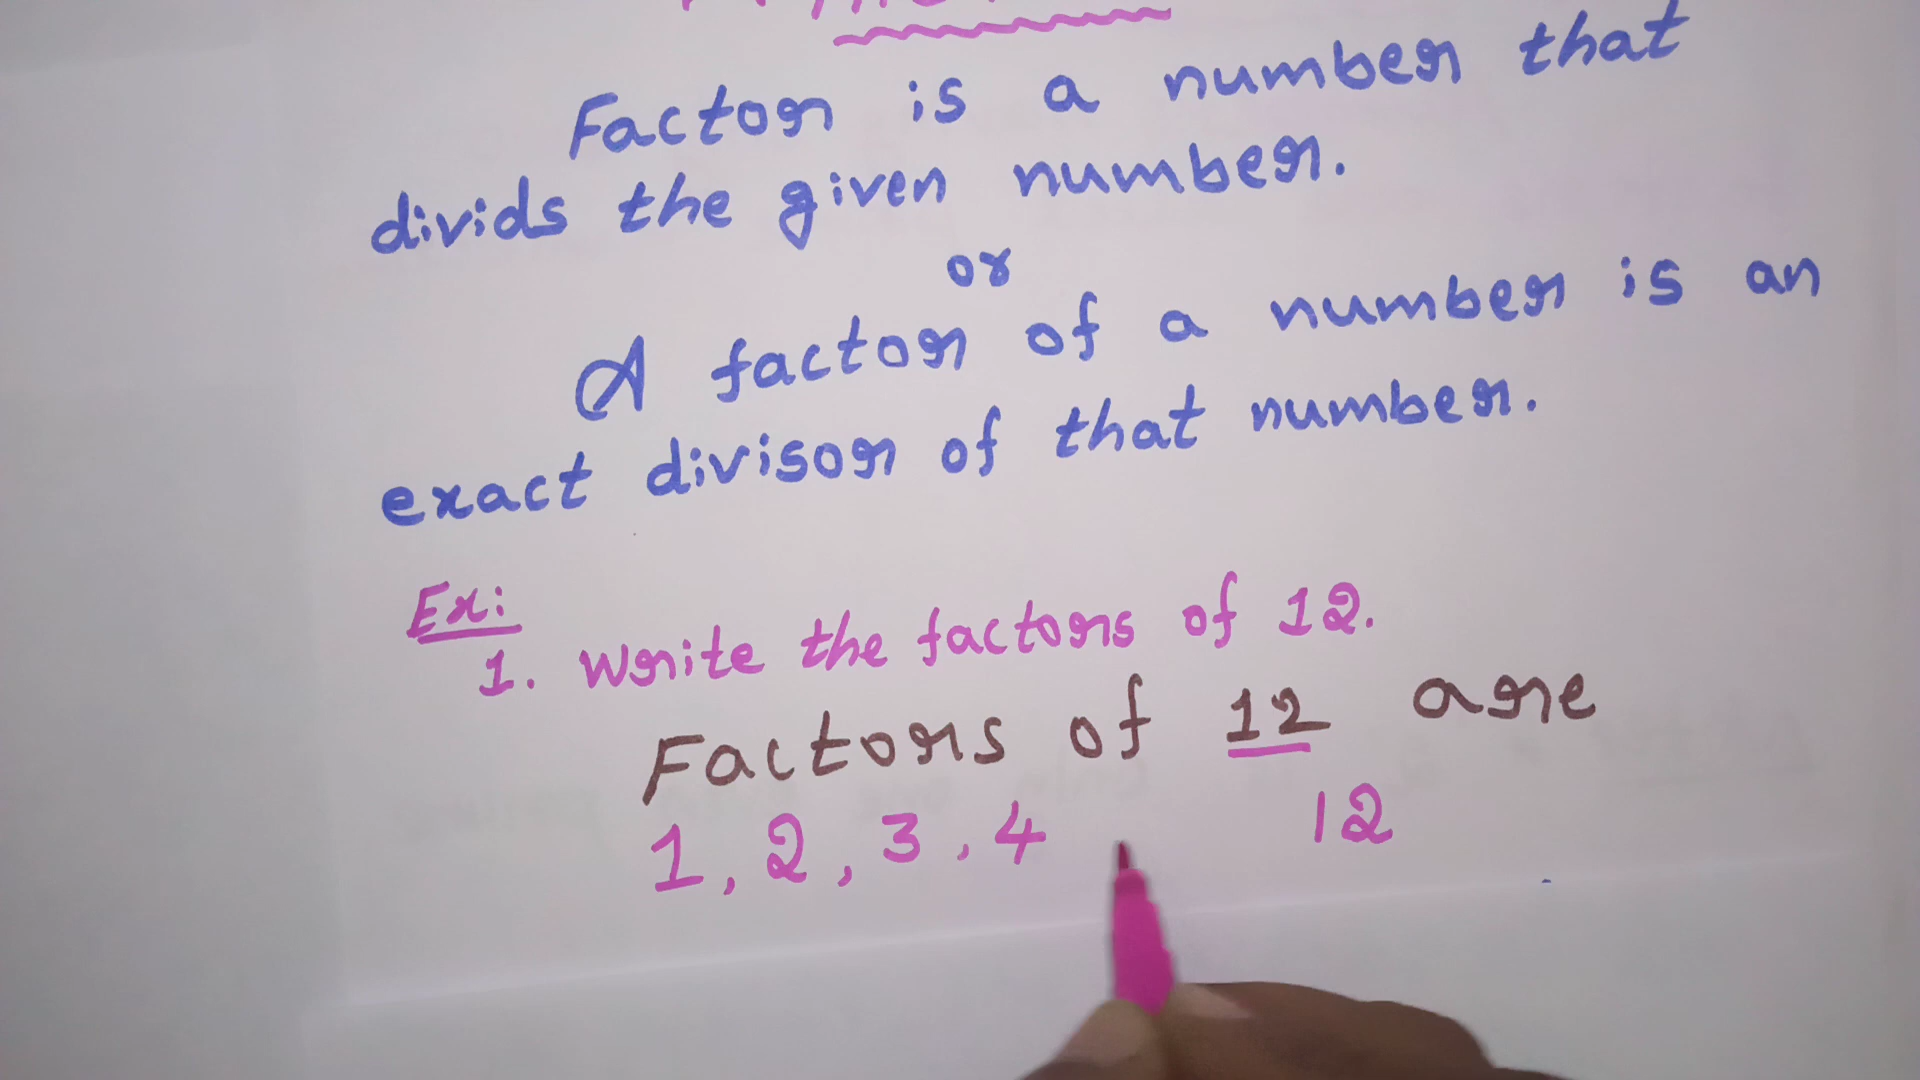 Factor is a number that
divids the given number.
or
A factor of a number is an
exact divisor of that number.
Ex:
1. Write the factors of 12.
Factors of 12 are
1, 2, 3, 4 12